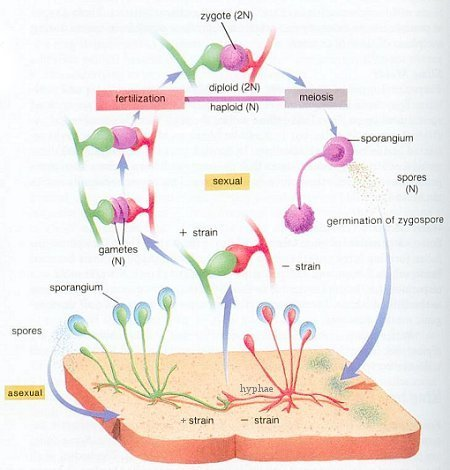 zygote (2N)
fertilization
diploid (2N)
haploid (N)
meiosis
sporangium
sexual
spores
(N)
germination of zygospore
+ strain
gametes
(N)
− strain
sporangium
spores
hyphae
asexual
+ strain
− strain